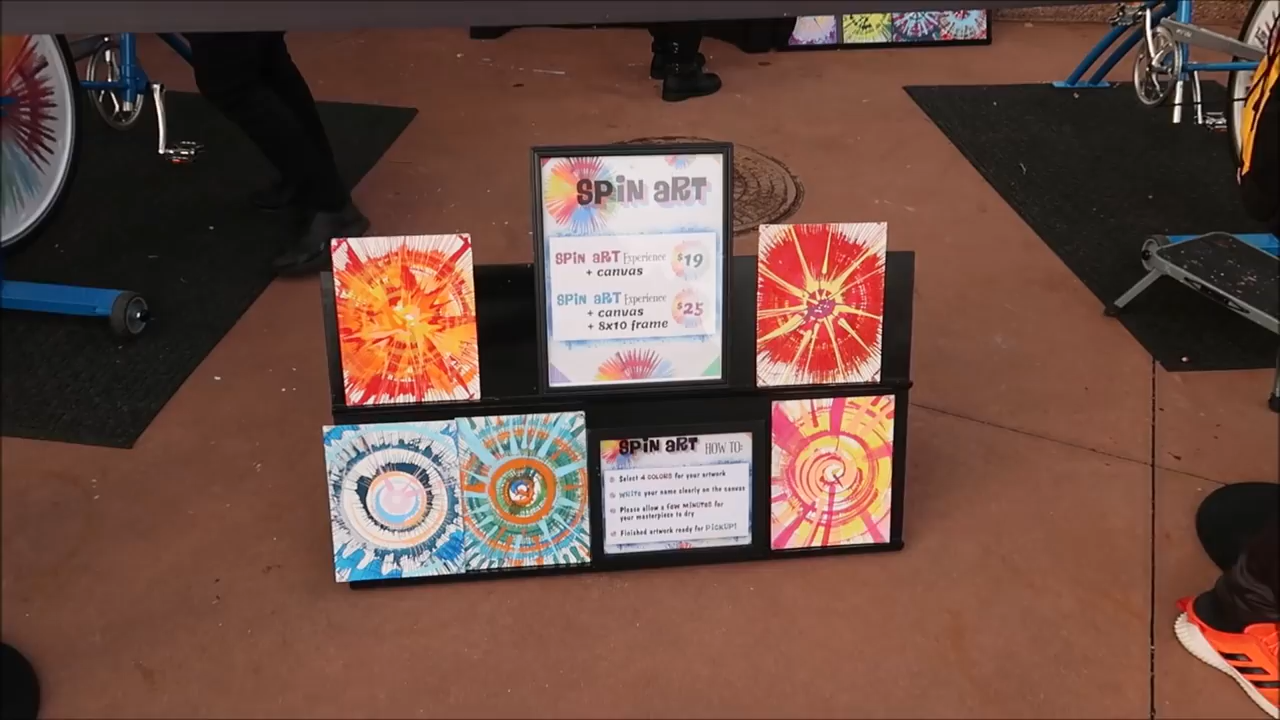 SPiN aRT
SPiN aRT Experience
+ canvas
$19
SPiN aRT Experience
+ canvas
+ 8x10 frame
$25
SPiN aRT HOW TO:
Select 4 COLORS for your artwork
WRITE your name clearly on the canvas
Please allow a FEW MINUTES for
your masterpiece to dry
Finished artwork ready for PICKUP!